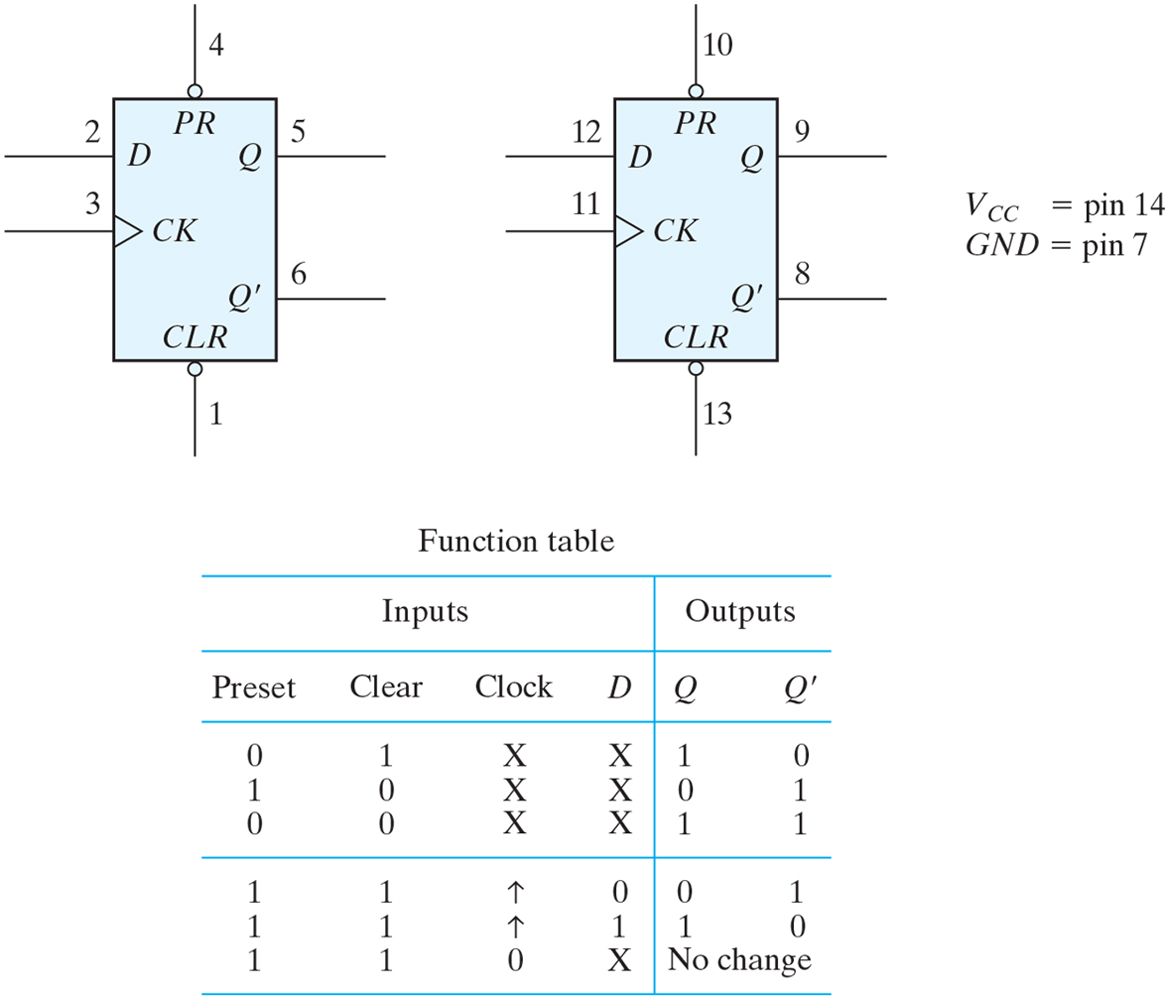 4
10
PR
PR
2
5
12
9
D
Q
D
Q
3
11
V_CC = pin 14
CK
CK
GND = pin 7
6
8
Q'
Q'
CLR
CLR
1
13
Function table
Inputs Outputs
Preset Clear Clock D Q Q'
0 1 X X 1 0
1 0 X X 0 1
0 0 X X 1 1
1 1 ↑ 0 0 1
1 1 ↑ 1 1 0
1 1 0 X No change